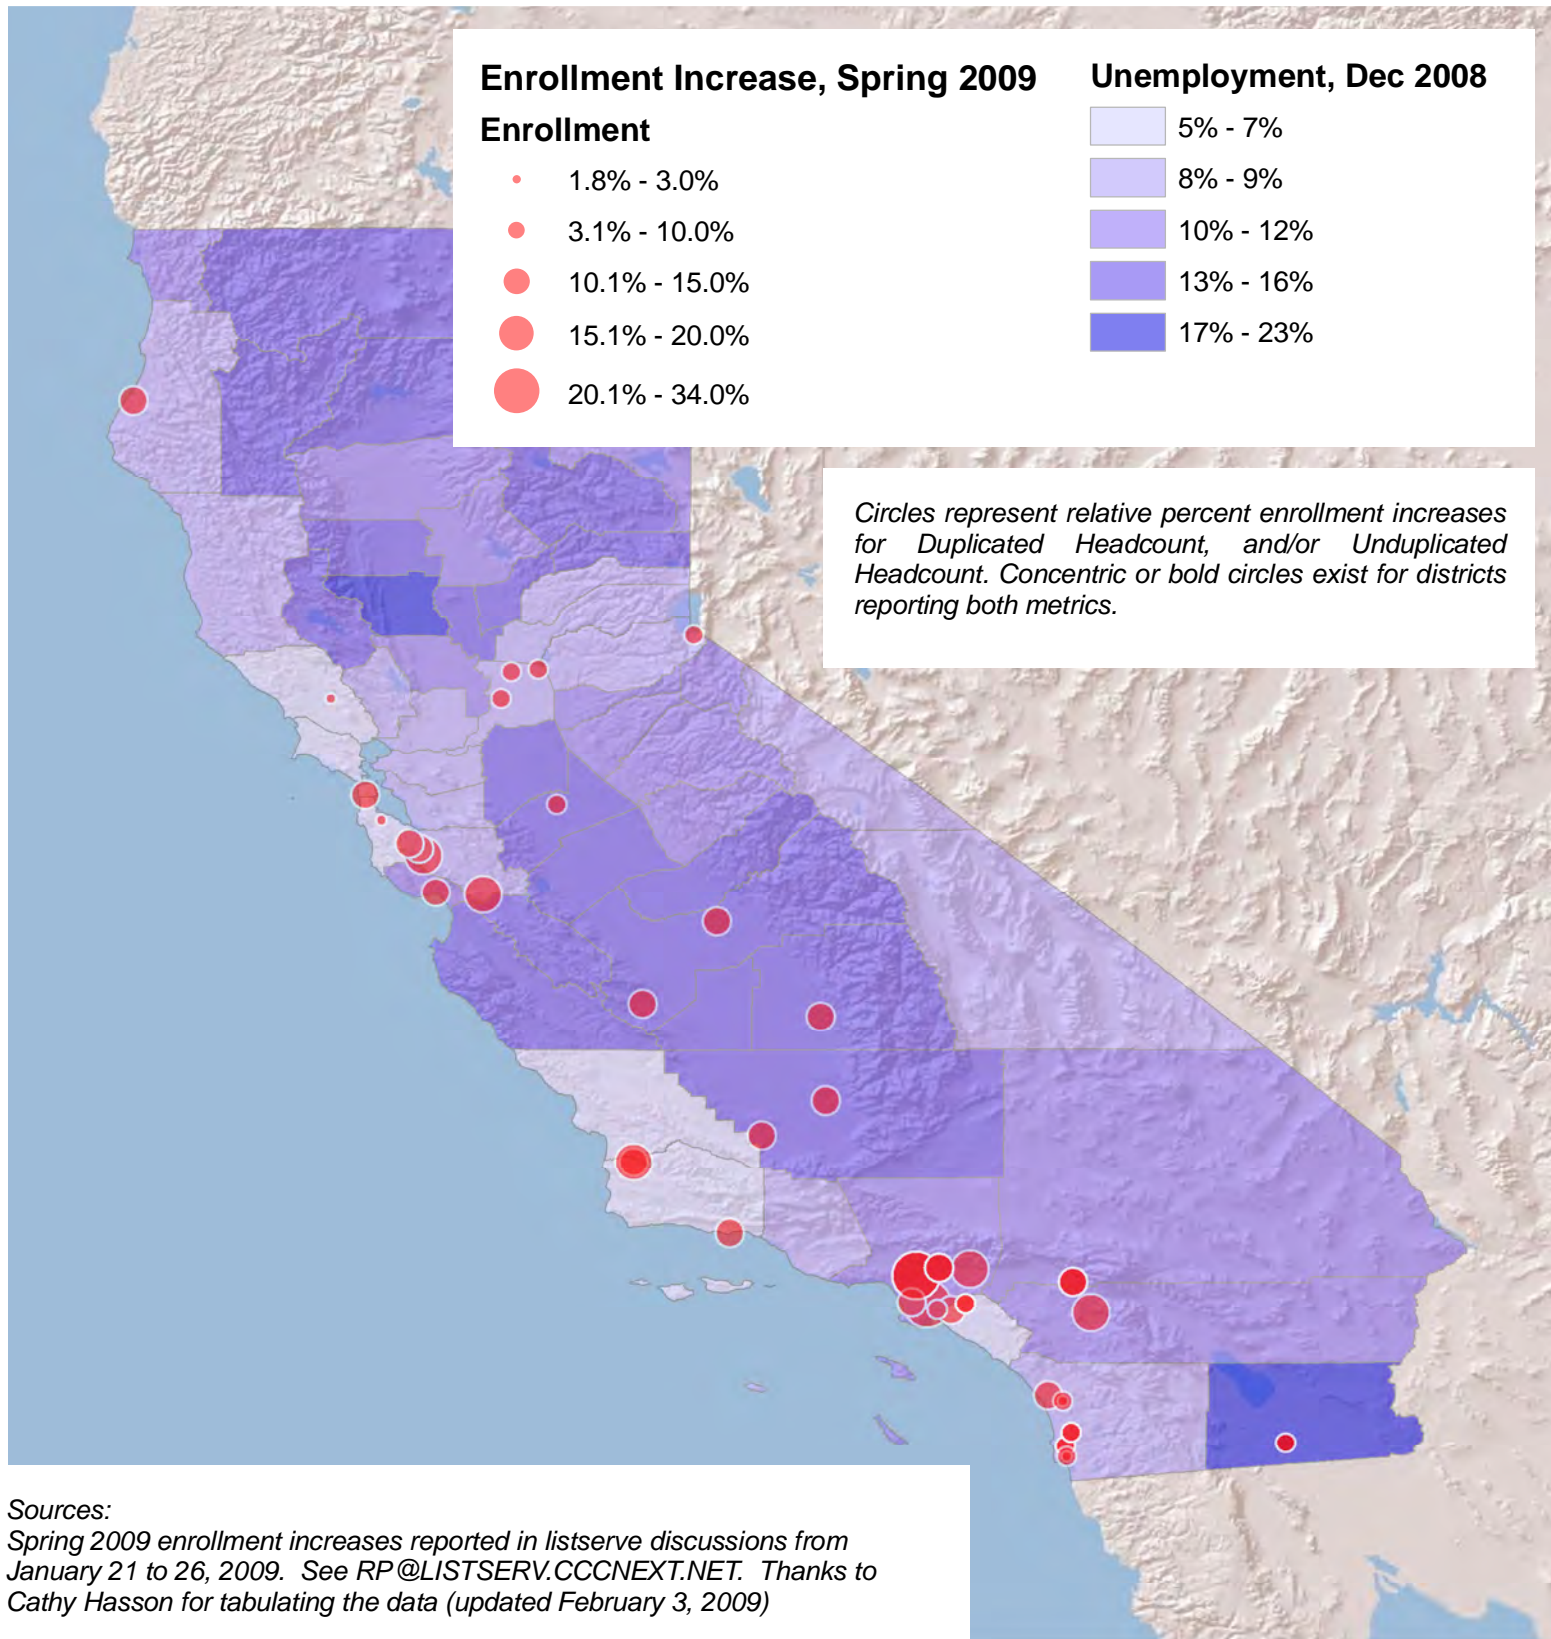 Enrollment Increase, Spring 2009
Enrollment
1.8% - 3.0%
3.1% - 10.0%
10.1% - 15.0%
15.1% - 20.0%
20.1% - 34.0%
Unemployment, Dec 2008
5% - 7%
8% - 9%
10% - 12%
13% - 16%
17% - 23%
Circles represent relative percent enrollment increases
for Duplicated Headcount, and/or Unduplicated
Headcount. Concentric or bold circles exist for districts
reporting both metrics.
Sources:
Spring 2009 enrollment increases reported in listserve discussions from
January 21 to 26, 2009. See RP@LISTSERV.CCCNEXT.NET. Thanks to
Cathy Hasson for tabulating the data (updated February 3, 2009)